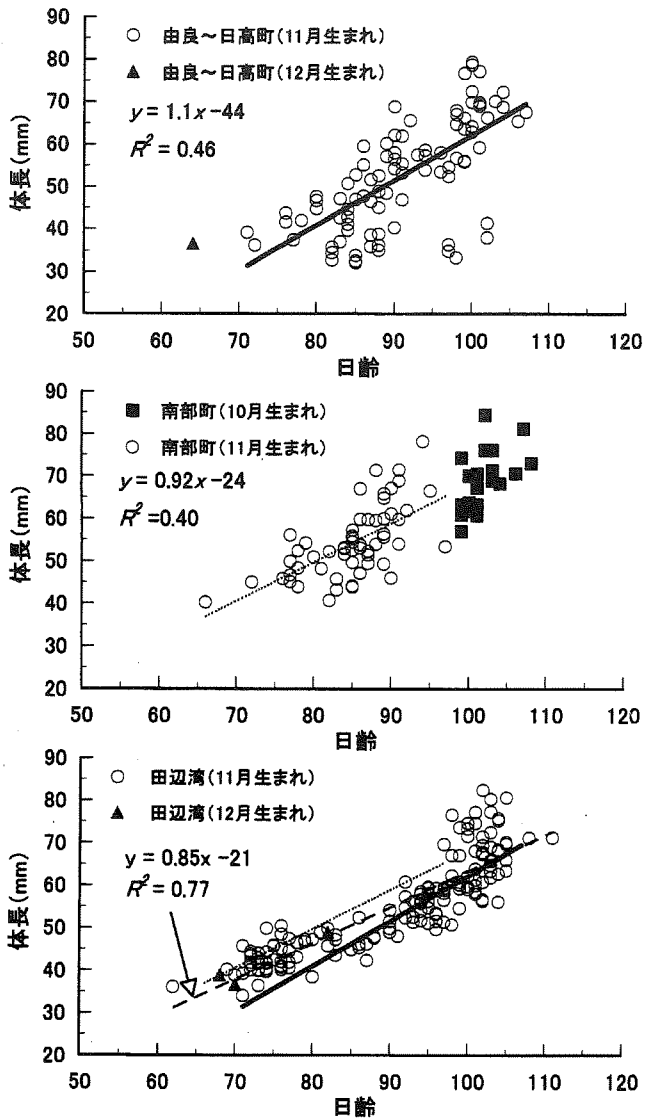 90
80
70
60
50
40
30
20
体長(mm)
○ 由良～日高町(11月生まれ)
▲ 由良～日高町(12月生まれ)
y = 1.1x −44
R² = 0.46
50 60 70 80 90 100 110 120
日齢
90
80
70
60
50
40
30
20
体長(mm)
■ 南部町(10月生まれ)
○ 南部町(11月生まれ)
y = 0.92x −24
R² =0.40
50 60 70 80 90 100 110 120
日齢
90
80
70
60
50
40
30
20
体長(mm)
○ 田辺湾(11月生まれ)
▲ 田辺湾(12月生まれ)
y = 0.85x −21
R² = 0.77
50 60 70 80 90 100 110 120
日齢